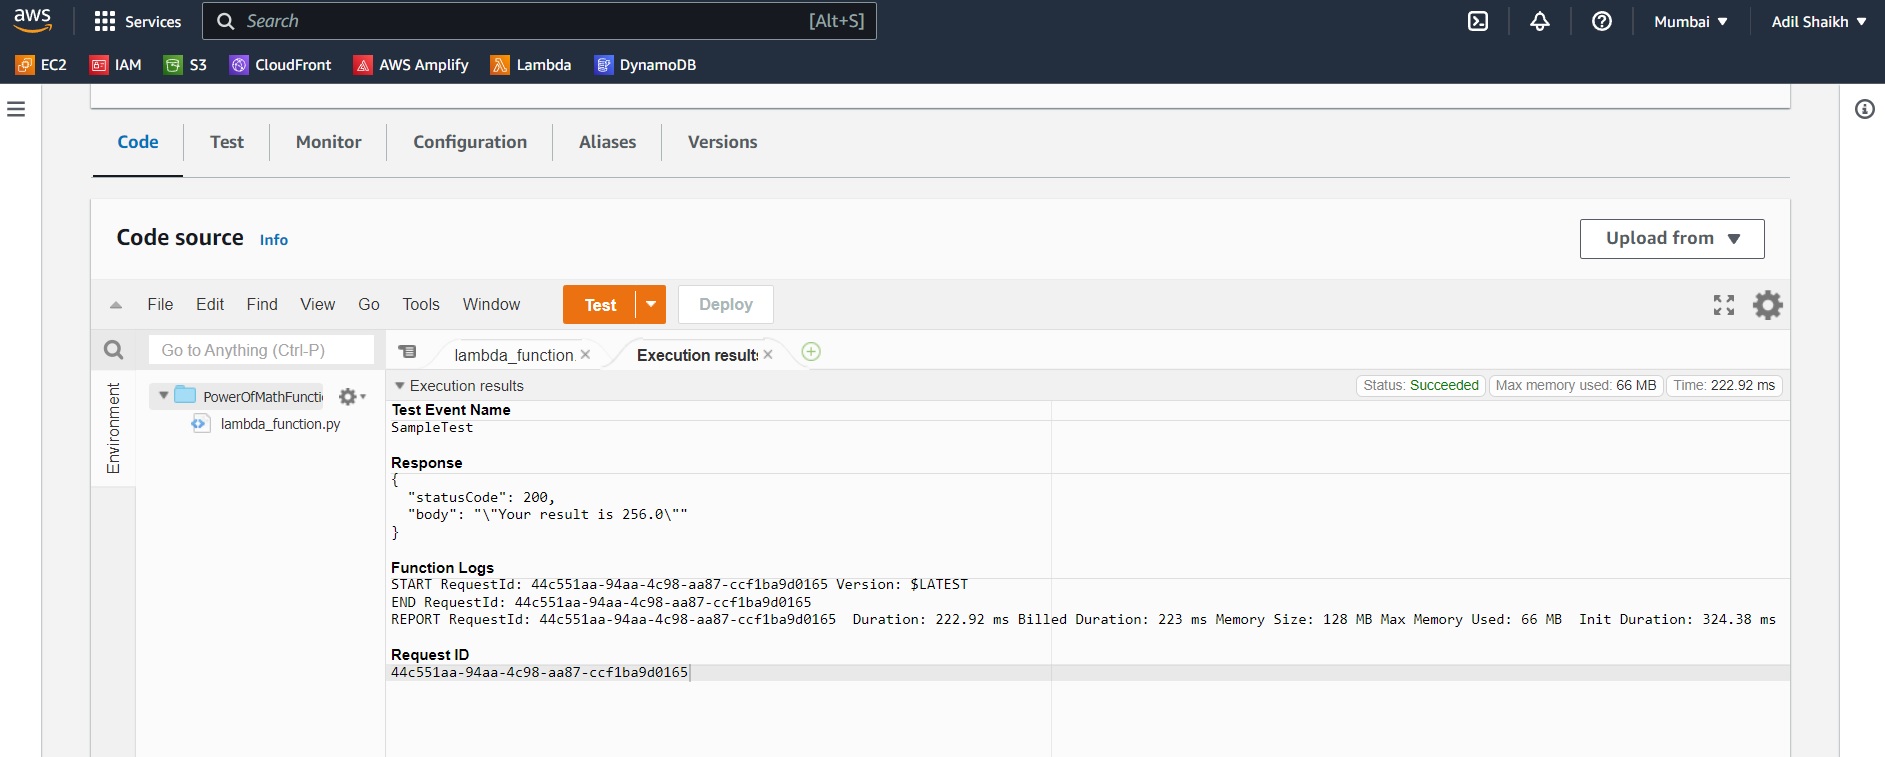 aws
Services
Search [Alt+S]
Mumbai ▼
Adil Shaikh ▼
EC2 IAM S3 CloudFront AWS Amplify Lambda DynamoDB
Code Test Monitor Configuration Aliases Versions
Code source Info
Upload from ▼
File Edit Find View Go Tools Window Test Deploy
Go to Anything (Ctrl-P)
lambda_function.
Execution results
Environment
PowerOfMathFuncti
lambda_function.py
Execution results
Status: Succeeded Max memory used: 66 MB Time: 222.92 ms
Test Event Name
SampleTest
Response
{
"statusCode": 200,
"body": "\"Your result is 256.0\""
}
Function Logs
START RequestId: 44c551aa-94aa-4c98-aa87-ccf1ba9d0165 Version: $LATEST
END RequestId: 44c551aa-94aa-4c98-aa87-ccf1ba9d0165
REPORT RequestId: 44c551aa-94aa-4c98-aa87-ccf1ba9d0165 Duration: 222.92 ms Billed Duration: 223 ms Memory Size: 128 MB Max Memory Used: 66 MB Init Duration: 324.38 ms
Request ID
44c551aa-94aa-4c98-aa87-ccf1ba9d0165